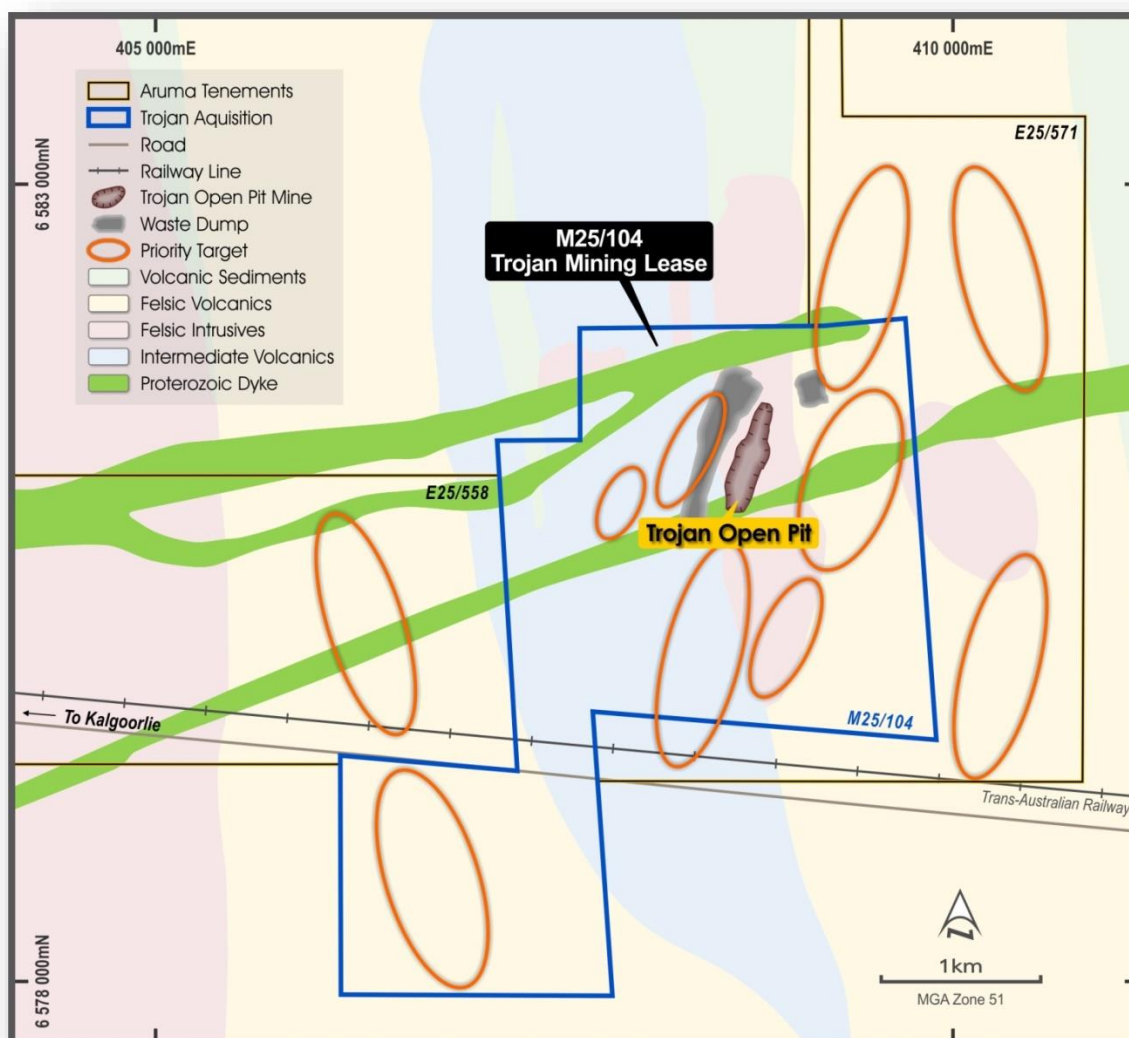 405 000mE
410 000mE
Aruma Tenements
Trojan Aquisition
Road
Railway Line
Trojan Open Pit Mine
Waste Dump
Priority Target
Volcanic Sediments
Felsic Volcanics
Felsic Intrusives
Intermediate Volcanics
Proterozoic Dyke
6 583 000mN
E25/571
M25/104
Trojan Mining Lease
E25/558
Trojan Open Pit
To Kalgoorlie
M25/104
Trans-Australian Railway
6 578 000mN
N
1km
MGA Zone 51